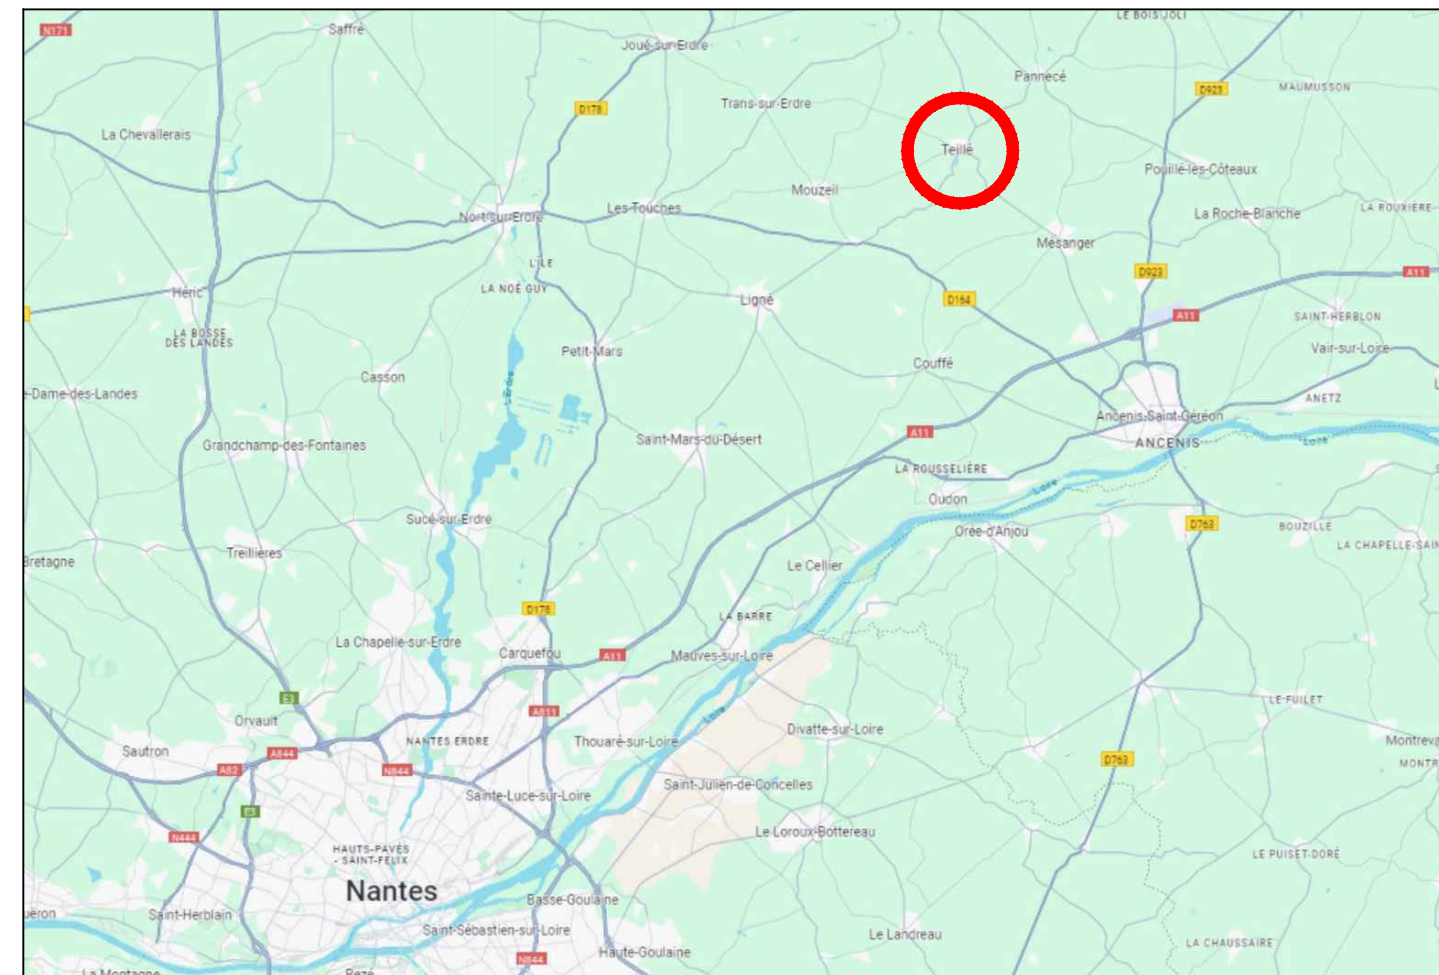 LE BOIS JOLI
N171
Saffré
Joué-sur-Erdre
Pannecé
D923
MAUMUSSON
D178
Trans-sur-Erdre
La Chevallerais
Teillé
Pouillé-les-Côteaux
Mouzeil
Nort-sur-Erdre
Les Touches
La Roche-Blanche
LA ROUXIÈRE
Mésanger
L'ÎLE
D923
A11
LA NOË GUY
Héric
Ligné
D164
A11
SAINT-HERBLON
LA BOSSE
DES LANDES
Petit-Mars
Vair-sur-Loire
Couffé
Casson
L'Erdre
e-Dame-des-Landes
ANETZ
Ancenis-Saint-Géréon
A11
Grandchamp-des-Fontaines
Saint-Mars-du-Désert
ANCENIS
Loire
LA ROUSSELIÈRE
Loire
Oudon
Sucé-sur-Erdre
D763
BOUZILLÉ
Orée-d'Anjou
LA CHAPELLE-SAIN
Treillières
Bretagne
Le Cellier
D178
LA BARRE
La Chapelle-sur-Erdre
Carquefou
A11
Mauves-sur-Loire
E3
LE FUILET
A811
Loire
Orvault
Divatte-sur-Loire
NANTES ERDRE
Thouaré-sur-Loire
Montreva
Sautron
A844
D763
MONTR
A82
N844
Saint-Julien-de-Concelles
Sainte-Luce-sur-Loire
E3
N444
Le Loroux-Bottereau
HAUTS-PAVÉS
- SAINT-FÉLIX
LE PUISET-DORÉ
Nantes
Basse-Goulaine
uëron
Saint-Herblain
Saint-Sébastien-sur-Loire
Le Landreau
LA CHAUSSAIRE
Haute-Goulaine
N844
La Montagne
Rezé